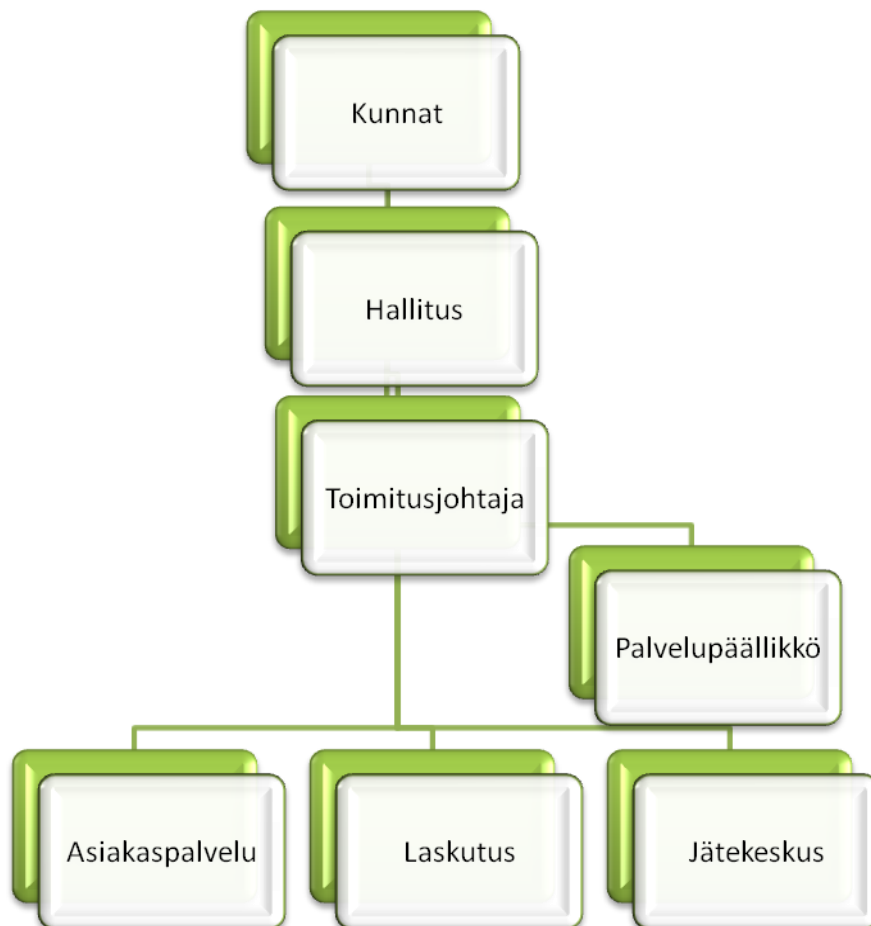 Kunnat
Hallitus
Toimitusjohtaja
Palvelupäällikkö
Asiakaspalvelu
Laskutus
Jätekeskus